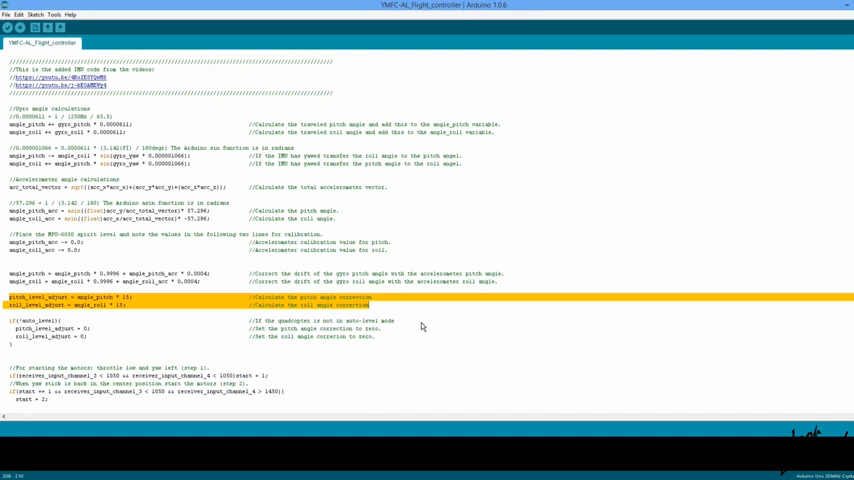 YMFC-AL_Flight_controller | Arduino 1.0.6
File Edit Sketch Tools Help
YMFC-AL_Flight_controller
////////////////////////////////////////////////////////////////////////////////////////////////////
//This is the added IMU code from the videos:
//https://youtu.be/4BoIE8YQwM8
//https://youtu.be/j-kE0AMEWy4
////////////////////////////////////////////////////////////////////////////////////////////////////
//Gyro angle calculations
//0.0000611 = 1 / (250Hz / 65.5)
angle_pitch += gyro_pitch * 0.0000611; //Calculate the traveled pitch angle and add this to the angle_pitch variable.
angle_roll += gyro_roll * 0.0000611; //Calculate the traveled roll angle and add this to the angle_roll variable.
//0.000001066 = 0.0000611 * (3.142(PI) / 180degr) The Arduino sin function is in radians
angle_pitch -= angle_roll * sin(gyro_yaw * 0.000001066); //If the IMU has yawed transfer the roll angle to the pitch angel.
angle_roll += angle_pitch * sin(gyro_yaw * 0.000001066); //If the IMU has yawed transfer the pitch angle to the roll angel.
//Accelerometer angle calculations
acc_total_vector = sqrt((acc_x*acc_x)+(acc_y*acc_y)+(acc_z*acc_z)); //Calculate the total accelerometer vector.
//57.296 = 1 / (3.142 / 180) The Arduino asin function is in radians
angle_pitch_acc = asin((float)acc_y/acc_total_vector)* 57.296; //Calculate the pitch angle.
angle_roll_acc = asin((float)acc_x/acc_total_vector)* -57.296; //Calculate the roll angle.
//Place the MPU-6050 spirit level and note the values in the following two lines for calibration.
angle_pitch_acc -= 0.0; //Accelerometer calibration value for pitch.
angle_roll_acc -= 0.0; //Accelerometer calibration value for roll.
angle_pitch = angle_pitch * 0.9996 + angle_pitch_acc * 0.0004; //Correct the drift of the gyro pitch angle with the accelerometer pitch angle.
angle_roll = angle_roll * 0.9996 + angle_roll_acc * 0.0004; //Correct the drift of the gyro roll angle with the accelerometer roll angle.
pitch_level_adjust = angle_pitch * 15; //Calculate the pitch angle correction
roll_level_adjust = angle_roll * 15; //Calculate the roll angle correction
if(!auto_level){ //If the quadcopter is not in auto-level mode
pitch_level_adjust = 0; //Set the pitch angle correction to zero.
roll_level_adjust = 0; //Set the roll angle correcion to zero.
}
//For starting the motors: throttle low and yaw left (step 1).
if(receiver_input_channel_3 < 1050 && receiver_input_channel_4 < 1050)start = 1;
//When yaw stick is back in the center position start the motors (step 2).
if(start == 1 && receiver_input_channel_3 < 1050 && receiver_input_channel_4 > 1450){
start = 2;
209 - 210
Arduino Uno 20MHz Crysta